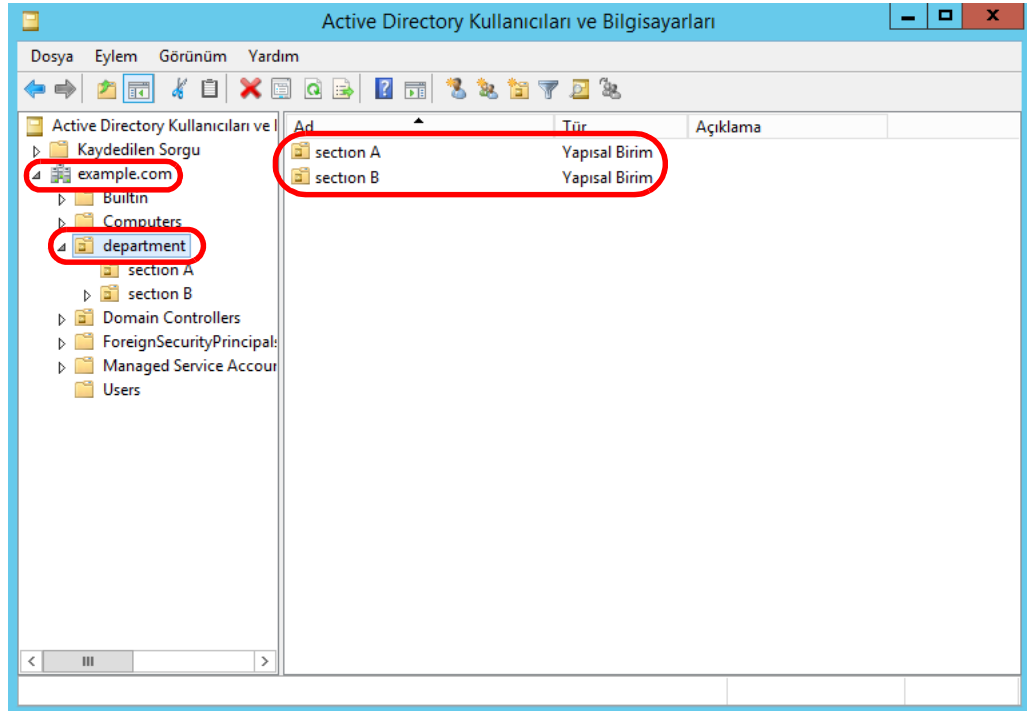 Active Directory Kullanıcıları ve Bilgisayarları
Dosya Eylem Görünüm Yardım
Active Directory Kullanıcıları ve l
Kaydedilen Sorgu
example.com
Builtin
Computers
department
section A
section B
Domain Controllers
ForeignSecurityPrincipals
Managed Service Accour
Users
Ad Tür Açıklama
section A Yapısal Birim
section B Yapısal Birim